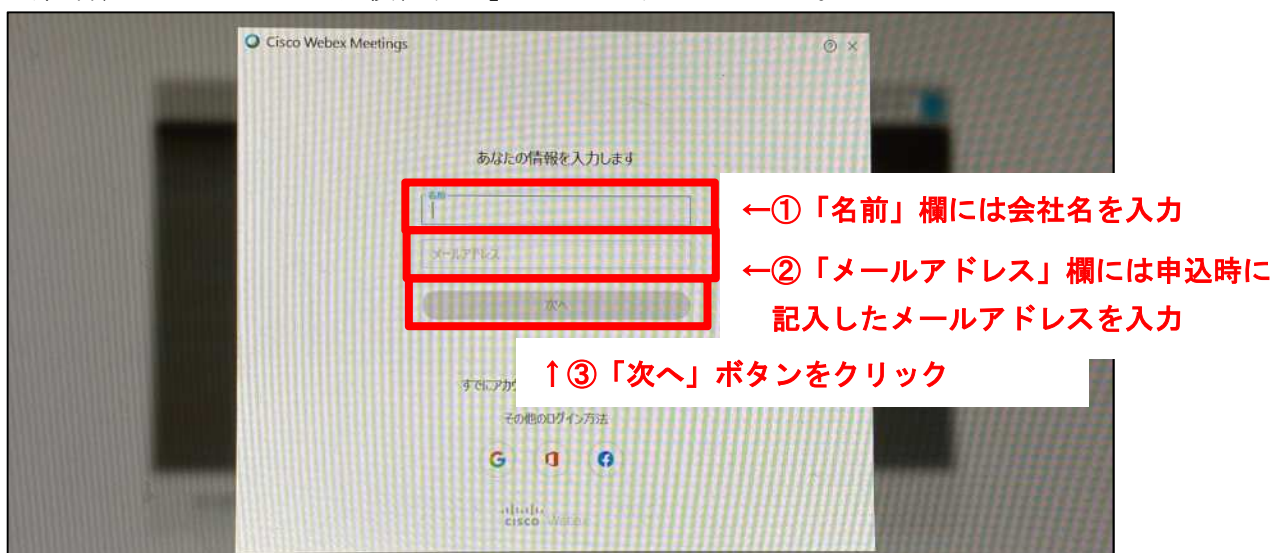 Cisco Webex Meetings
あなたの情報を入力します
名前
←①「名前」欄には会社名を入力
メールアドレス
←②「メールアドレス」欄には申込時に
記入したメールアドレスを入力
次へ
↑③「次へ」ボタンをクリック
すでにアカウ
その他のログイン方法
cisco Webex